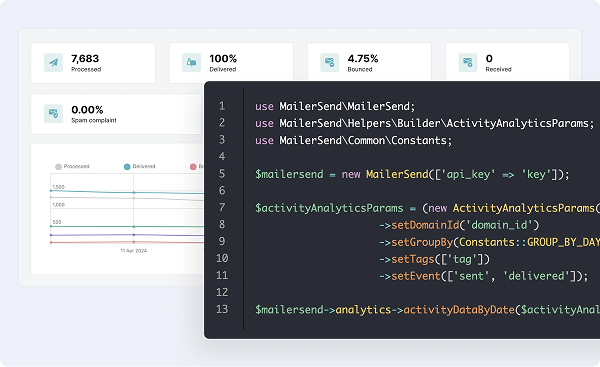 7,683
Processed
100%
Delivered
4.75%
Bounced
0
Received
0.00%
Spam complaint
Processed
Delivered
1,500
1,000
500
11 Apr 2024
1 use MailerSend\MailerSend;
2 use MailerSend\Helpers\Builder\ActivityAnalyticsParams;
3 use MailerSend\Common\Constants;
4
5 $mailersend = new MailerSend(['api_key' => 'key']);
6
7 $activityAnalyticsParams = (new ActivityAnalyticsParams(
8 ->setDomainId('domain_id')
9 ->setGroupBy(Constants::GROUP_BY_DAY
10 ->setTags(['tag'])
11 ->setEvent(['sent', 'delivered']);
12
13 $mailersend->analytics->activityDataByDate($activityAnal